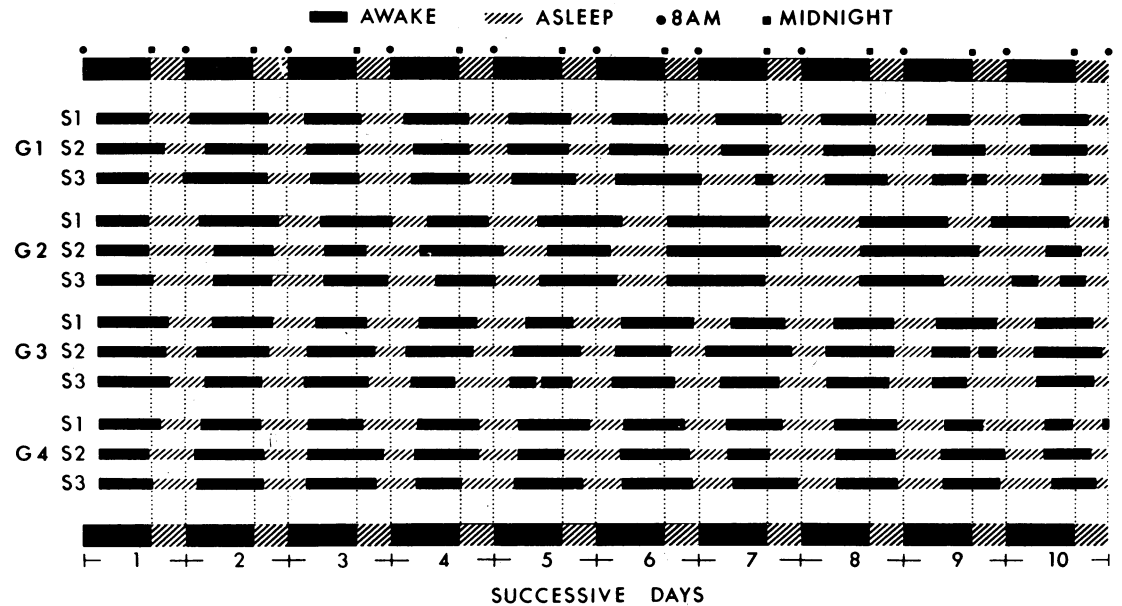 AWAKE ASLEEP 8AM MIDNIGHT
S1
G1 S2
S3
S1
G2 S2
S3
S1
G3 S2
S3
S1
G4 S2
S3
1 2 3 4 5 6 7 8 9 10
SUCCESSIVE DAYS